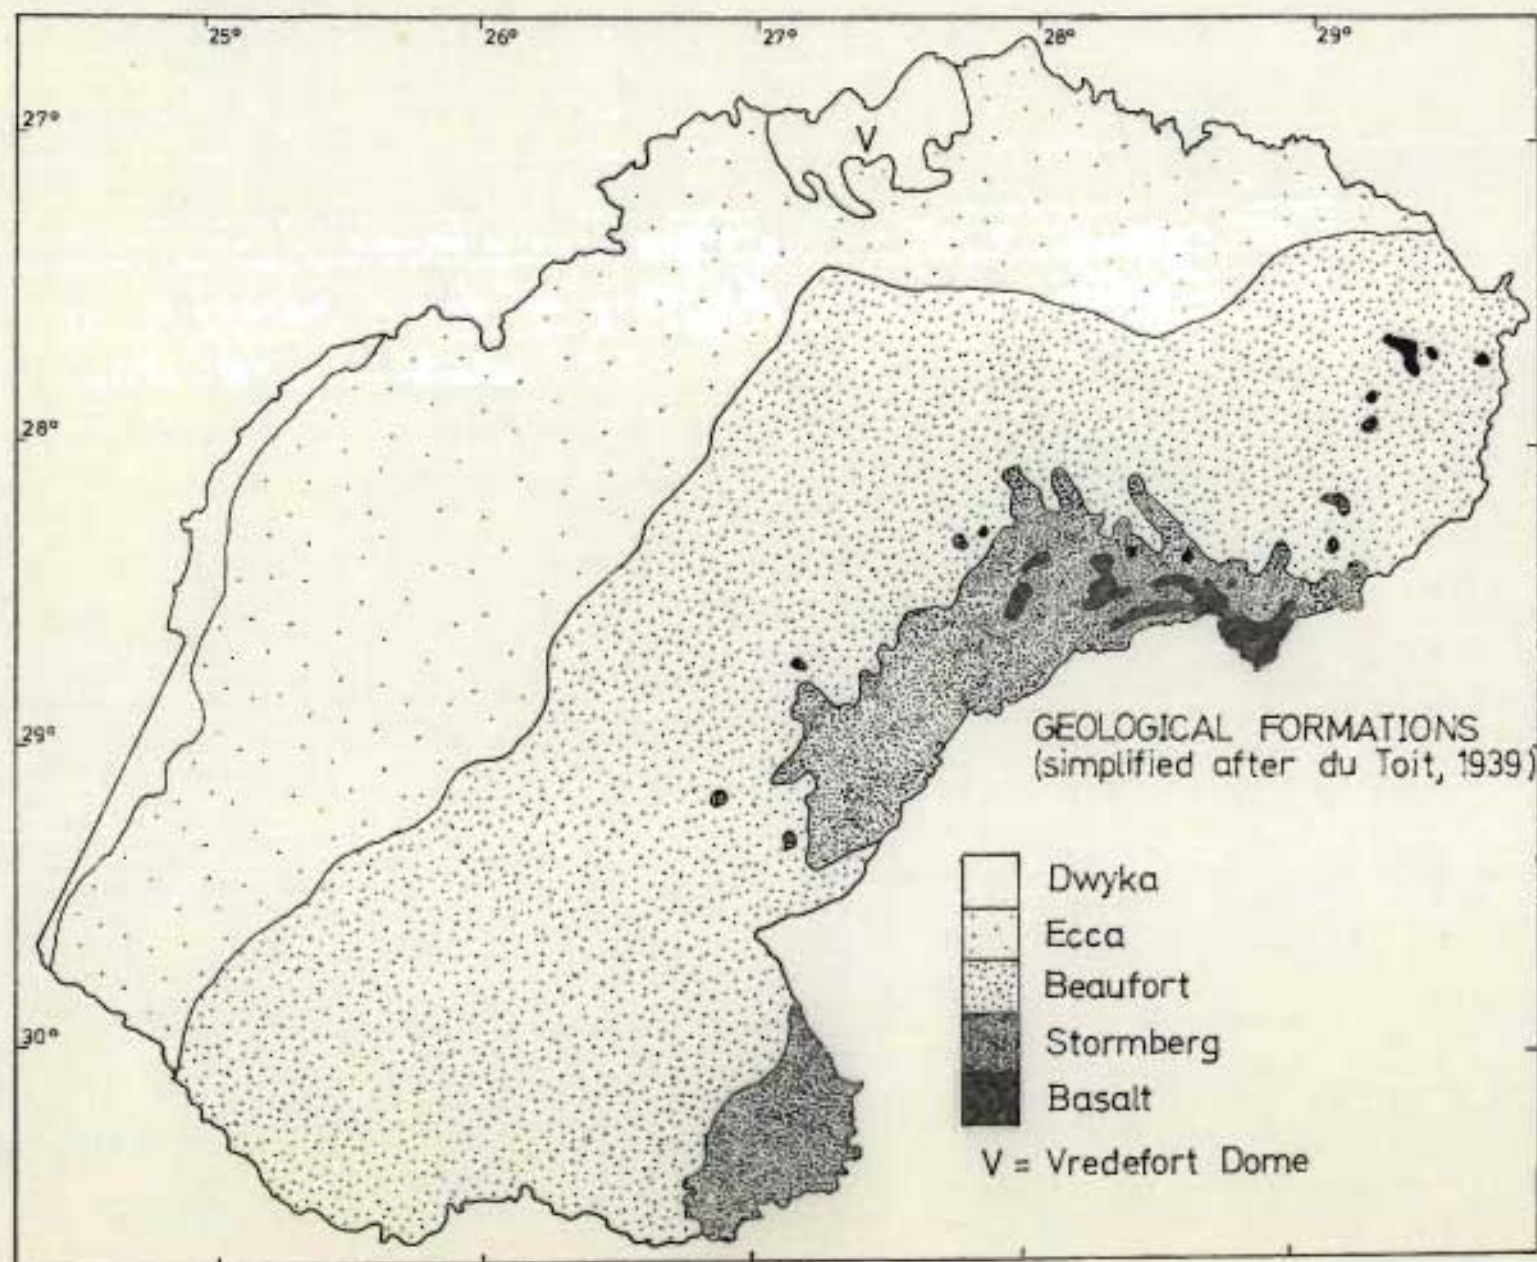 25° 26° 27° 28° 29°
27°
V
28°
29°
30°
GEOLOGICAL FORMATIONS
(simplified after du Toit, 1939)
Dwyka
Ecca
Beaufort
Stormberg
Basalt
V = Vredefort Dome